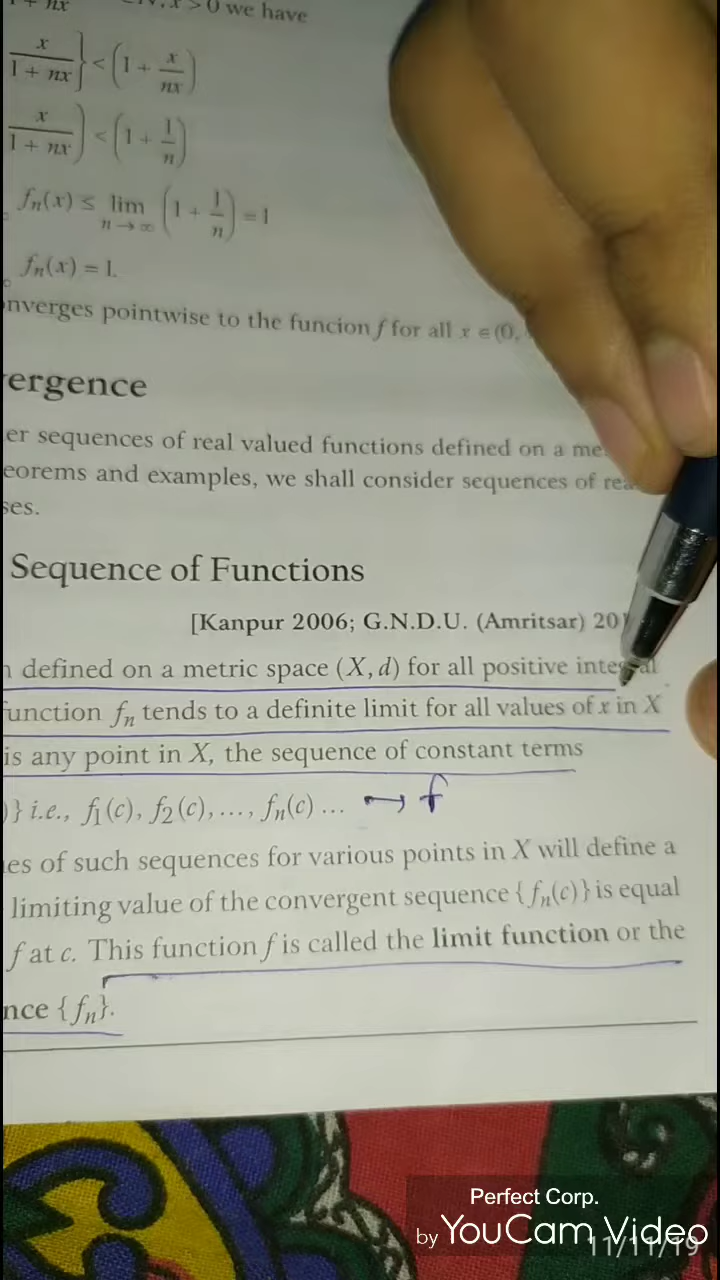 x > 0 we have
x / 1 + nx } < (1 + x / nx)
x / 1 + nx ) < (1 + 1 / n)
fn(x) ≤ lim n → ∞ (1 + 1 / n) = 1
fn(x) = 1.
nverges pointwise to the funcion f for all x ∈ (0,
ergence
er sequences of real valued functions defined on a me
eorems and examples, we shall consider sequences of rea
ses.
Sequence of Functions
[Kanpur 2006; G.N.D.U. (Amritsar) 20
n defined on a metric space (X, d) for all positive integral
function fn tends to a definite limit for all values of x in X
is any point in X, the sequence of constant terms
)} i.e., f1(c), f2(c), ..., fn(c) ... → f
es of such sequences for various points in X will define a
limiting value of the convergent sequence {fn(c)} is equal
f at c. This function f is called the limit function or the
nce {fn}.
Perfect Corp.
by YouCam Video
11/11/19